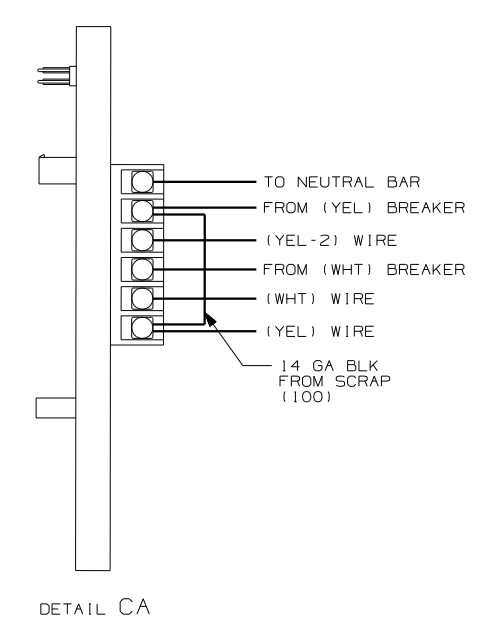 TO NEUTRAL BAR
FROM (YEL) BREAKER
(YEL-2) WIRE
FROM (WHT) BREAKER
(WHT) WIRE
(YEL) WIRE
14 GA BLK
FROM SCRAP
(100)
DETAIL CA